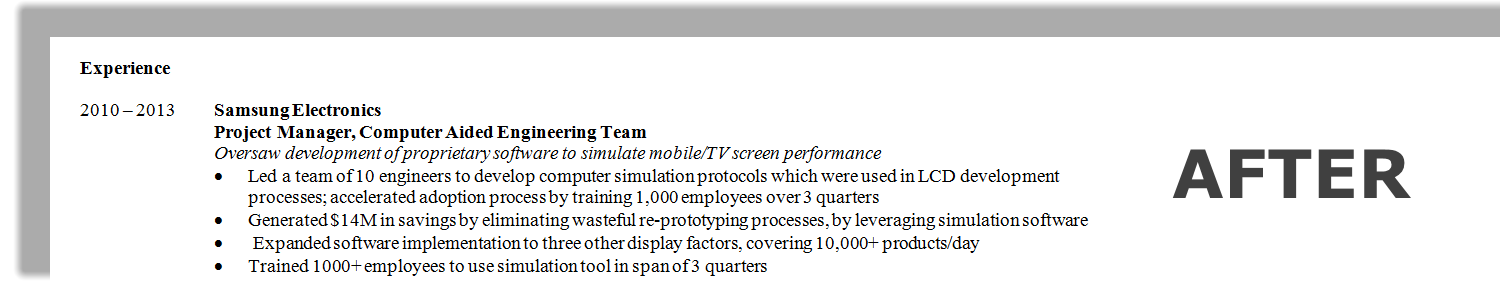 Experience
2010 – 2013 Samsung Electronics
Project Manager, Computer Aided Engineering Team
Oversaw development of proprietary software to simulate mobile/TV screen performance
• Led a team of 10 engineers to develop computer simulation protocols which were used in LCD development
processes; accelerated adoption process by training 1,000 employees over 3 quarters
• Generated $14M in savings by eliminating wasteful re-prototyping processes, by leveraging simulation software
• Expanded software implementation to three other display factors, covering 10,000+ products/day
• Trained 1000+ employees to use simulation tool in span of 3 quarters
AFTER